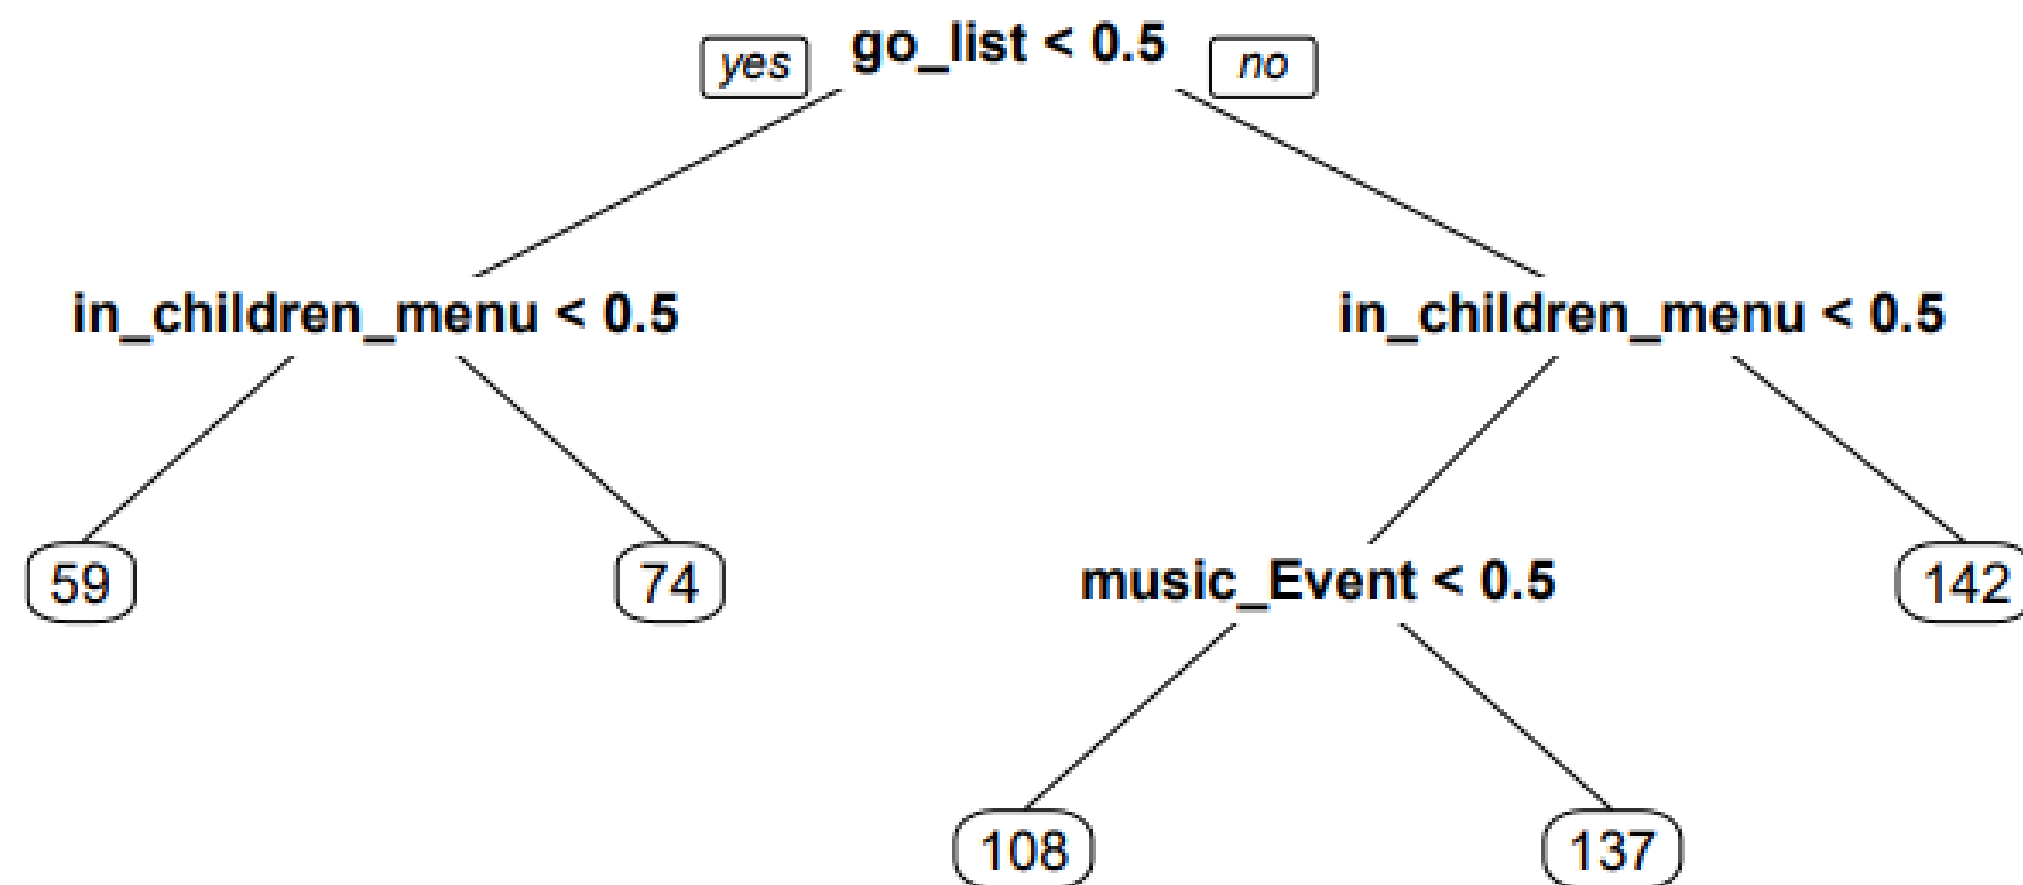 yes go_list < 0.5 no
in_children_menu < 0.5 in_children_menu < 0.5
59 74 music_Event < 0.5 142
108 137